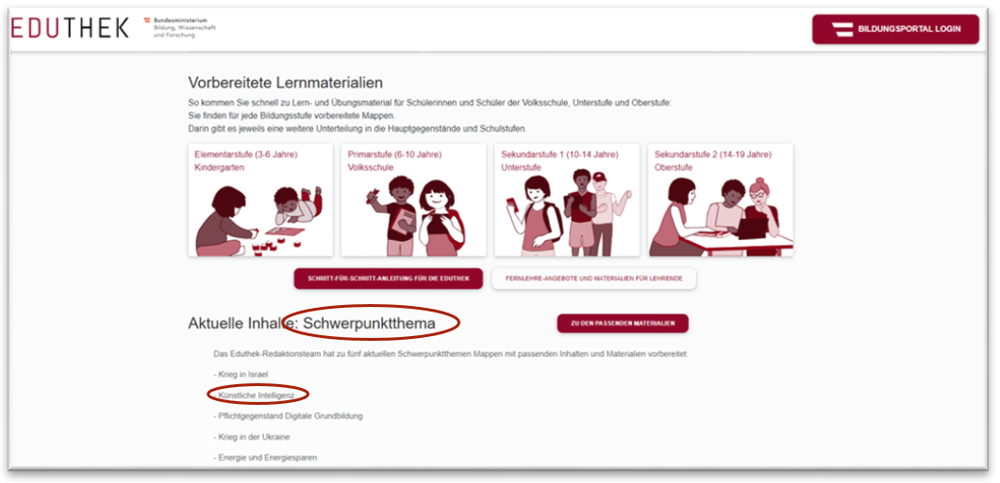 EDUTHEK
Bundesministerium
Bildung, Wissenschaft
und Forschung
BILDUNGSPORTAL LOGIN
Vorbereitete Lernmaterialien
So kommen Sie schnell zu Lern- und Übungsmaterial für Schülerinnen und Schüler der Volksschule, Unterstufe und Oberstufe:
Sie finden für jede Bildungsstufe vorbereitete Mappen.
Darin gibt es jeweils eine weitere Unterteilung in die Hauptgegenstände und Schulstufen.
Elementarstufe (3-6 Jahre)
Kindergarten
Primarstufe (6-10 Jahre)
Volksschule
Sekundarstufe 1 (10-14 Jahre)
Unterstufe
Sekundarstufe 2 (14-19 Jahre)
Oberstufe
SCHRITT-FÜR-SCHRITT-ANLEITUNG FÜR DIE EDUTHEK
FERNLEHRE-ANGEBOTE UND MATERIALIEN FÜR LEHRENDE
Aktuelle Inhalte: Schwerpunktthema
ZU DEN PASSENDEN MATERIALIEN
Das Eduthek-Redaktionsteam hat zu fünf aktuellen Schwerpunktthemen Mappen mit passenden Inhalten und Materialien vorbereitet:
- Krieg in Israel
- Künstliche Intelligenz
- Pflichtgegenstand Digitale Grundbildung
- Krieg in der Ukraine
- Energie und Energiesparen